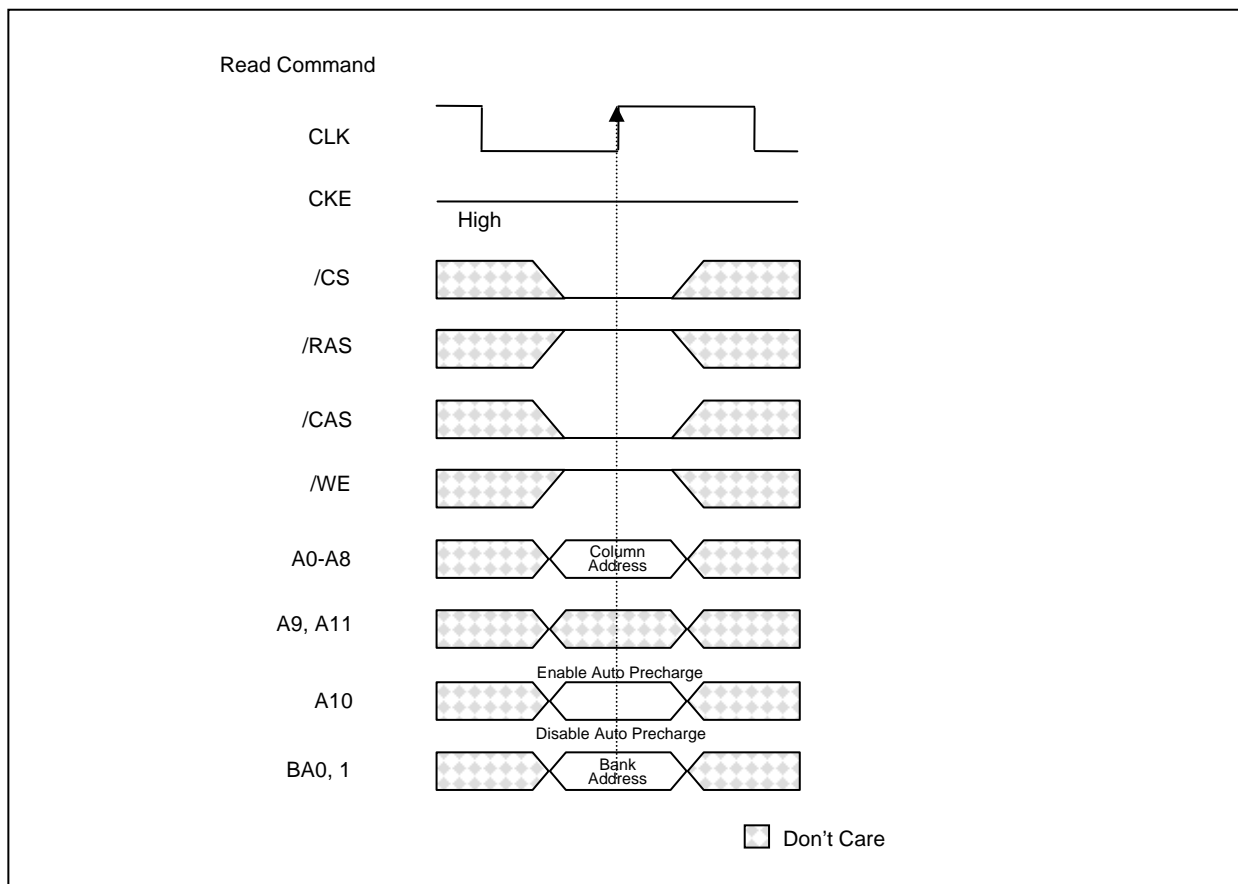 Read Command
CLK
CKE
High
/CS
/RAS
/CAS
/WE
A0-A8
Column
Address
A9, A11
Enable Auto Precharge
A10
Disable Auto Precharge
BA0, 1
Bank
Address
Don’t Care